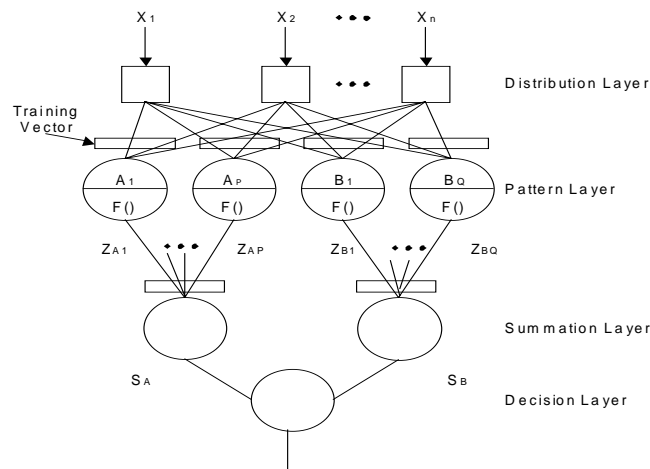 X1 X2 Xn
Distribution Layer
Training
Vector
A1 AP B1 BQ
Pattern Layer
F() F() F() F()
ZA1 ZAP ZB1 ZBQ
Summation Layer
SA SB
Decision Layer